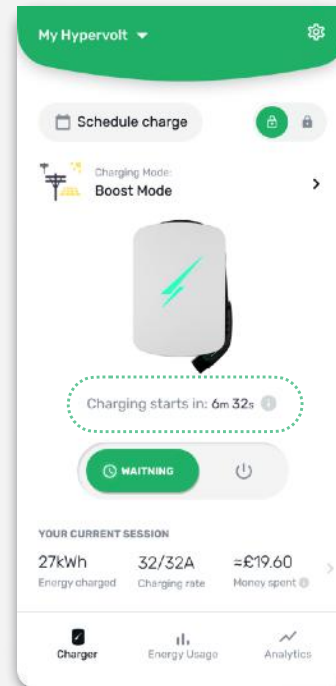 My Hypervolt
Schedule charge
Charging Mode:
Boost Mode
Charging starts in: 6m 32s
WAITNING
YOUR CURRENT SESSION
27kWh 32/32A ≈£19.60
Energy charged Charging rate Money spent
Charger Energy Usage Analytics